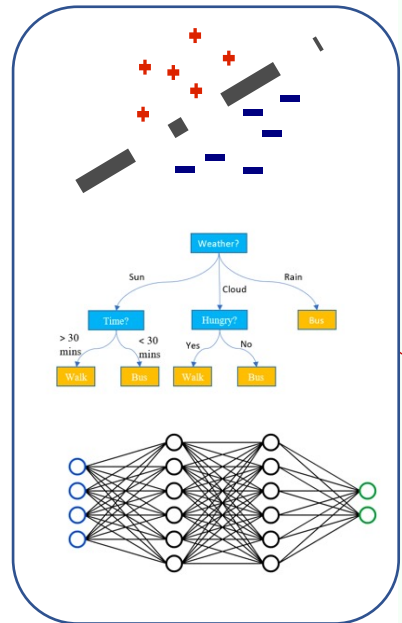 Weather?
Sun
Cloud
Rain
Time?
Hungry?
Bus
> 30
mins
< 30
mins
Yes
No
Walk
Bus
Walk
Bus